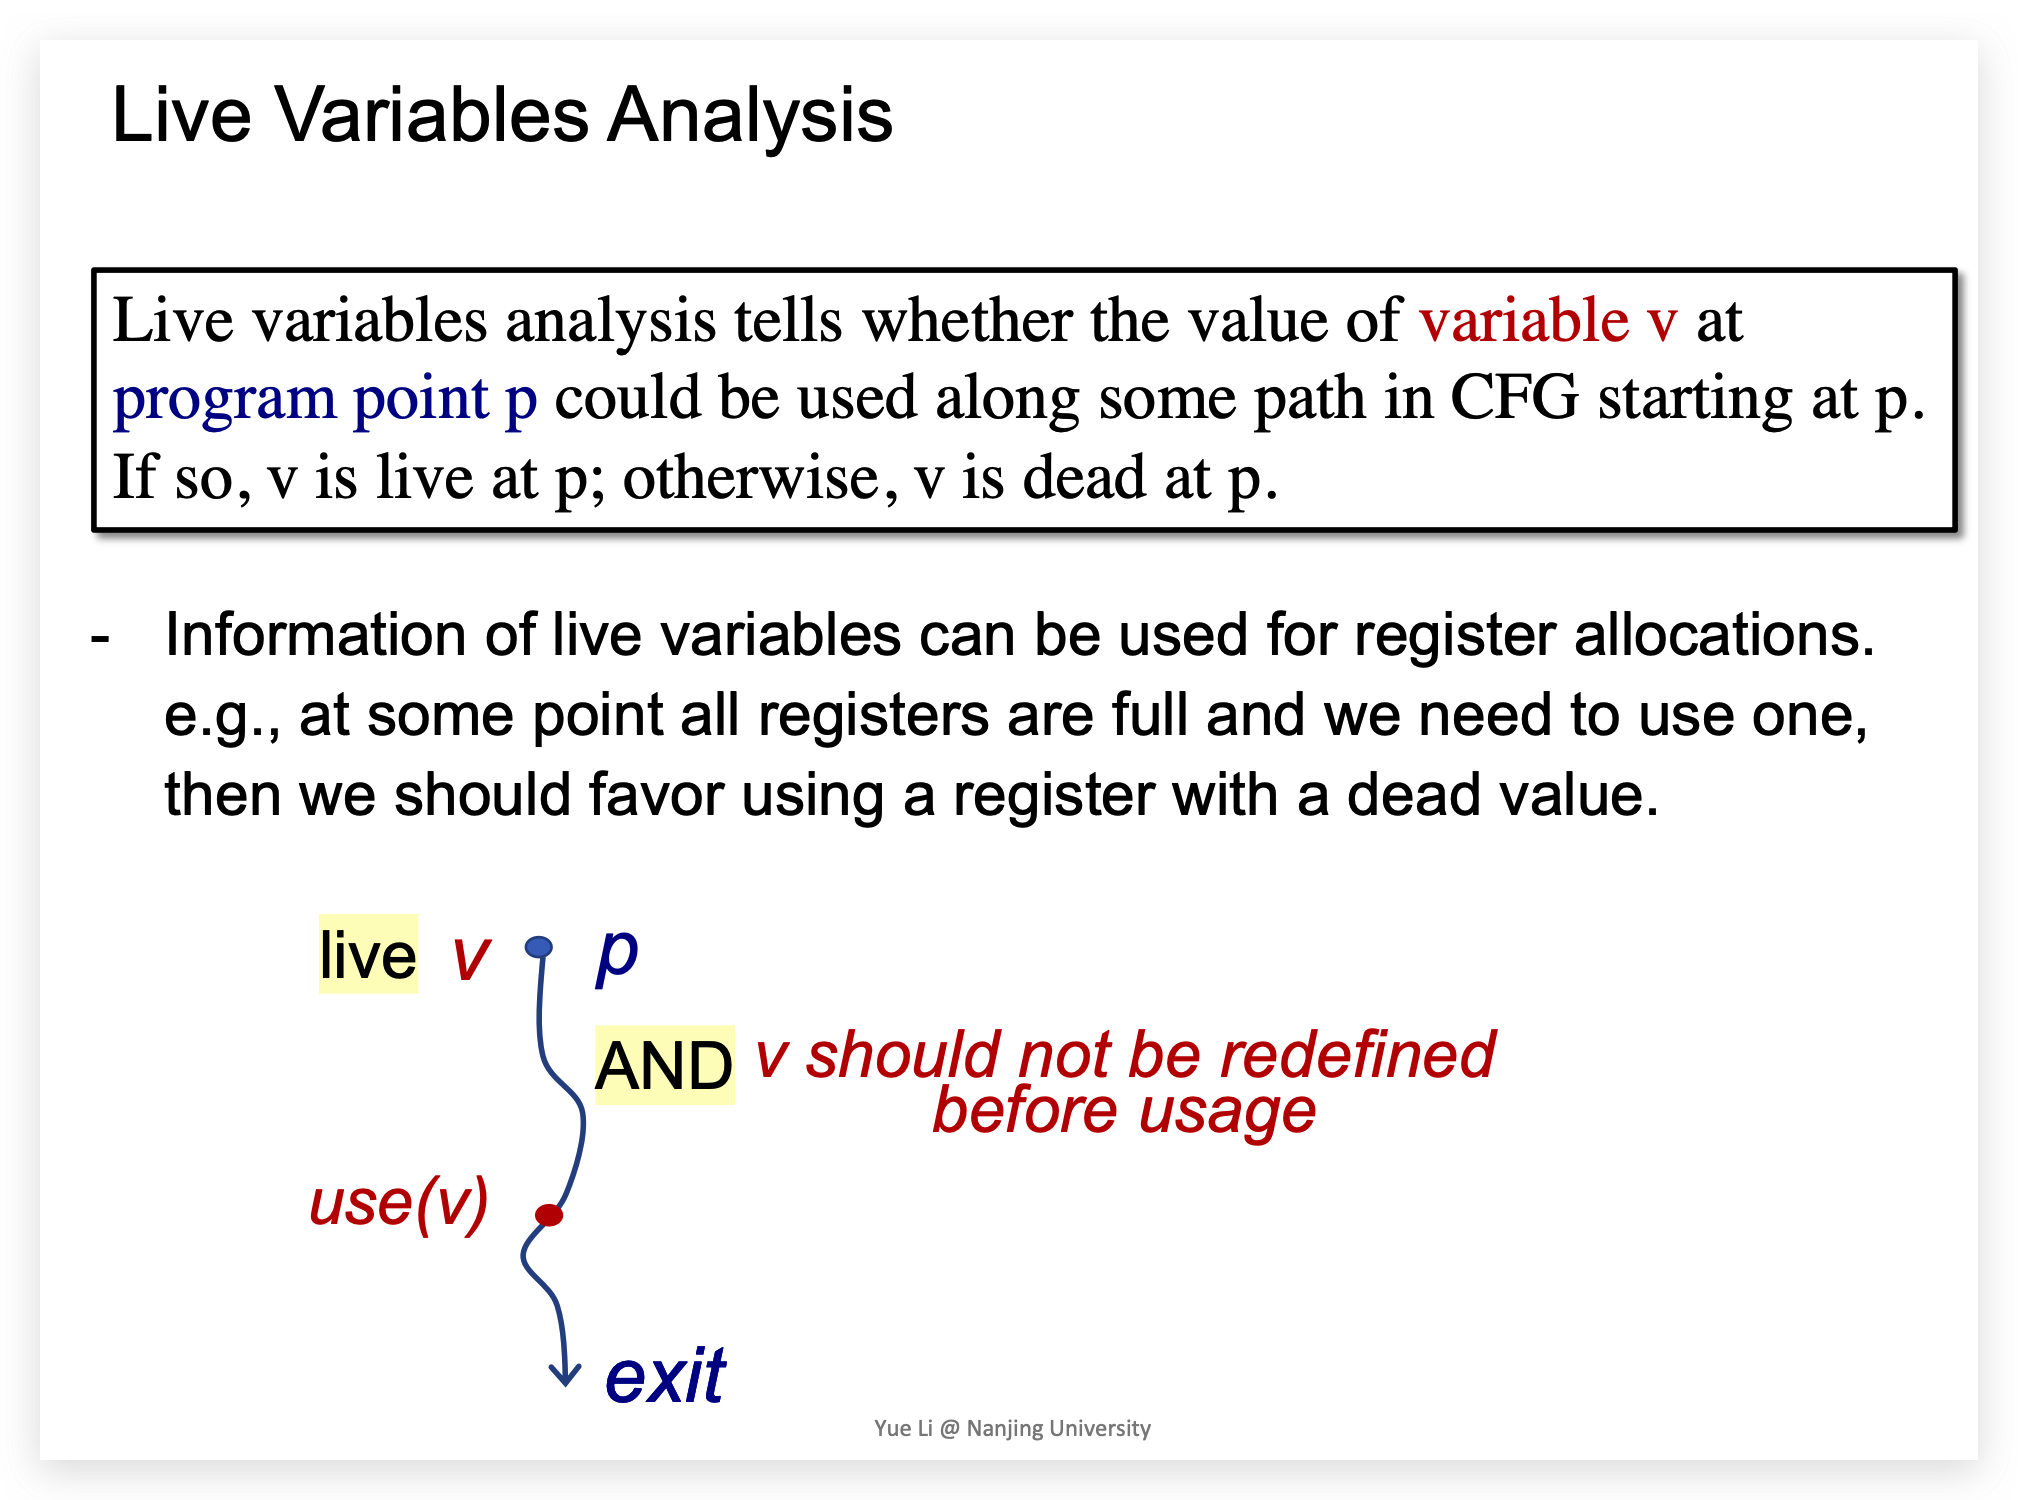 Live Variables Analysis
Live variables analysis tells whether the value of variable v at
program point p could be used along some path in CFG starting at p.
If so, v is live at p; otherwise, v is dead at p.
- Information of live variables can be used for register allocations.
e.g., at some point all registers are full and we need to use one,
then we should favor using a register with a dead value.
live v p
AND v should not be redefined
before usage
use(v)
exit
Yue Li @ Nanjing University